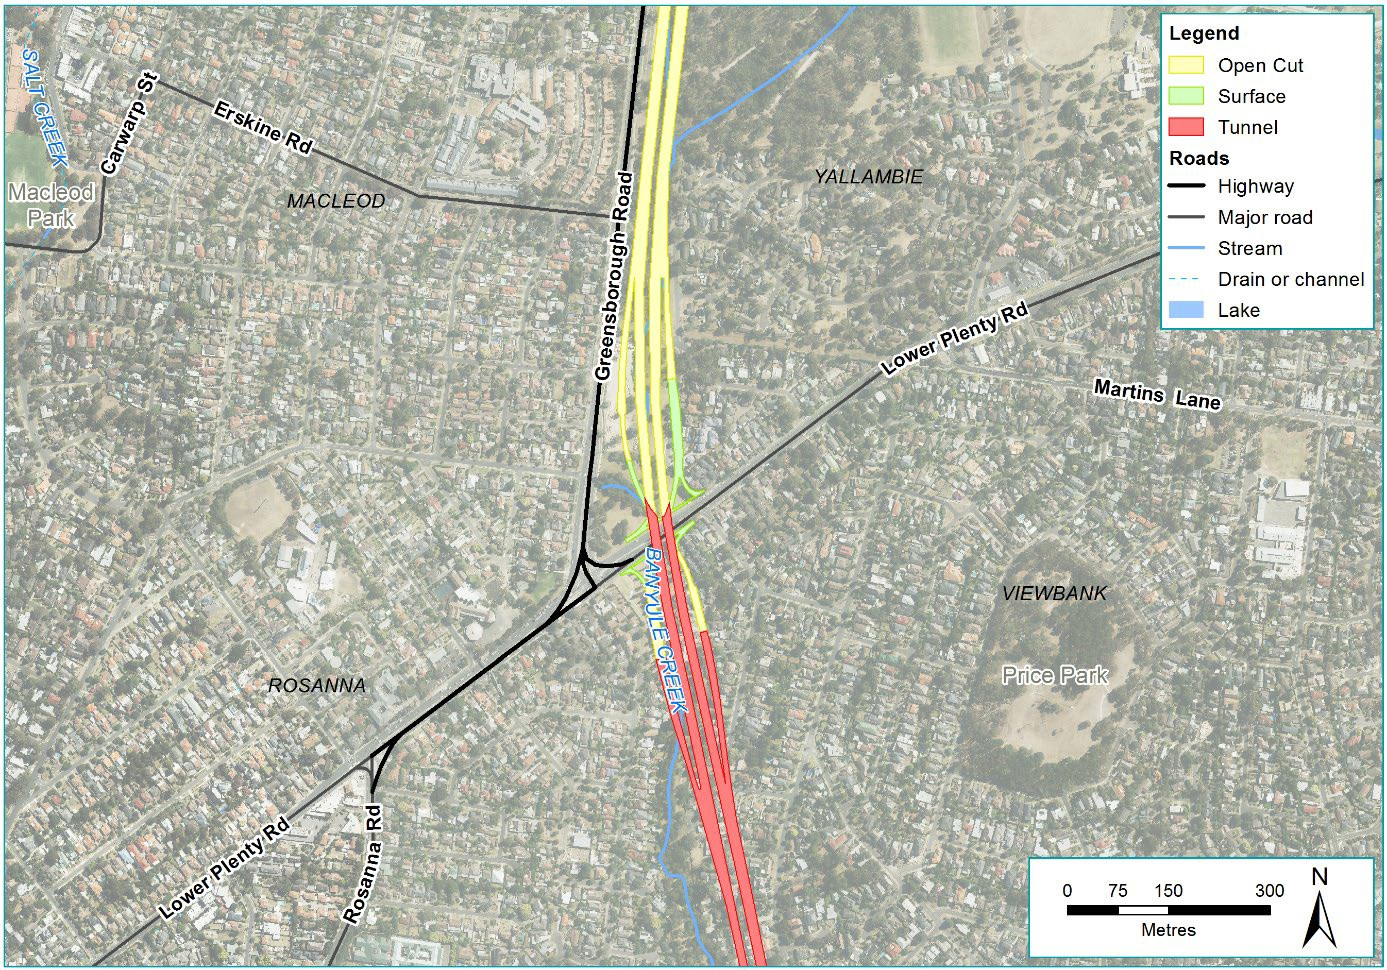 SALT CREEK
Carwarp St
Erskine Rd
Macleod
Park
MACLEOD
Greensborough Road
YALLAMBIE
Lower Plenty Rd
Martins Lane
BANYULE CREEK
VIEWBANK
Price Park
ROSANNA
Lower Plenty Rd
Rosanna Rd
Legend
Open Cut
Surface
Tunnel
Roads
Highway
Major road
Stream
Drain or channel
Lake
0 75 150 300
Metres
N